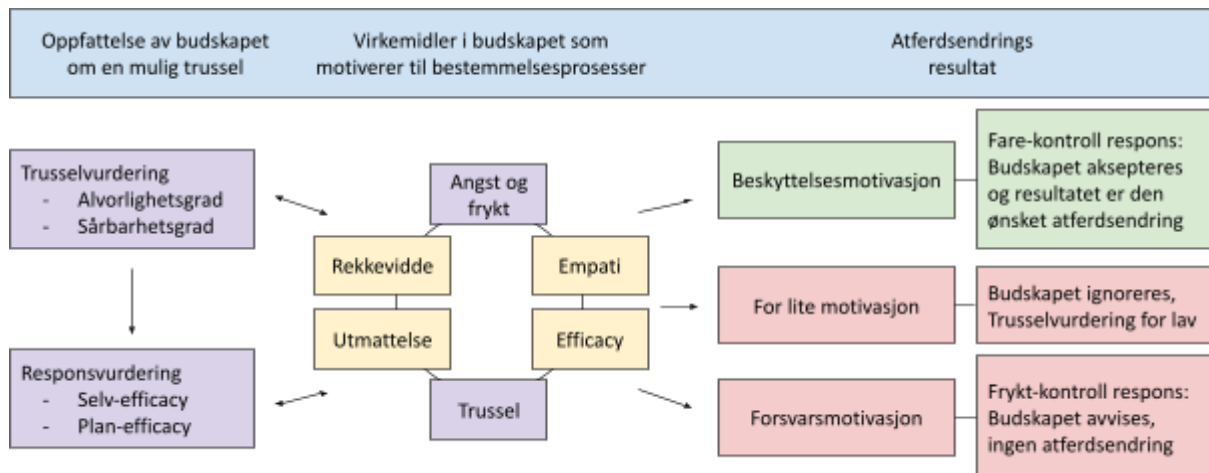 Oppfattelse av budskapet
om en mulig trussel
Virkemidler i budskapet som
motiverer til bestemmelsesprosesser
Atferdsendrings
resultat
Trusselvurdering
- Alvorlighetsgrad
- Sårbarhetsgrad
Responsvurdering
- Selv-efficacy
- Plan-efficacy
Angst og
frykt
Rekkevidde
Empati
Utmattelse
Efficacy
Trussel
Beskyttelsesmotivasjon
Fare-kontroll respons:
Budskapet aksepteres
og resultatet er den
ønsket atferdsendring
For lite motivasjon
Budskapet ignoreres,
Trusselvurdering for lav
Forsvarsmotivasjon
Frykt-kontroll respons:
Budskapet avvises,
ingen atferdsendring